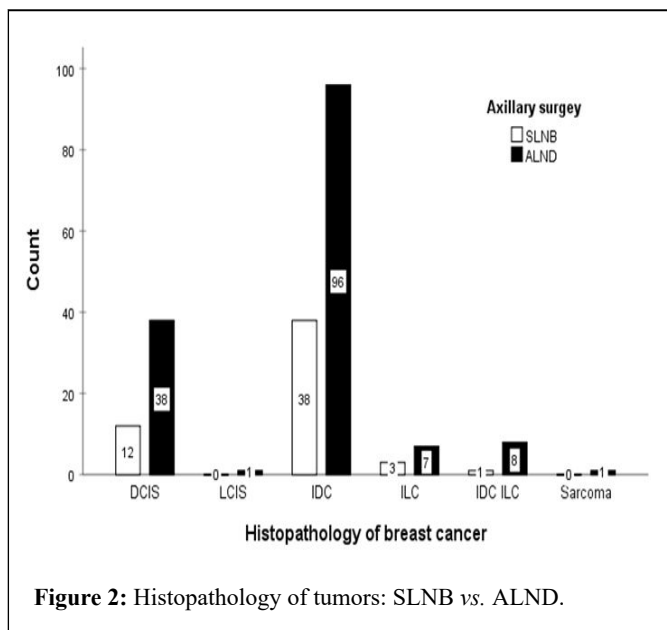 100
80
60
40
20
0
Count
Axillary surgey
SLNB
ALND
12
38
0
1
38
96
3
7
1
8
0
1
DCIS
LCIS
IDC
ILC
IDC ILC
Sarcoma
Histopathology of breast cancer
Figure 2: Histopathology of tumors: SLNB vs. ALND.